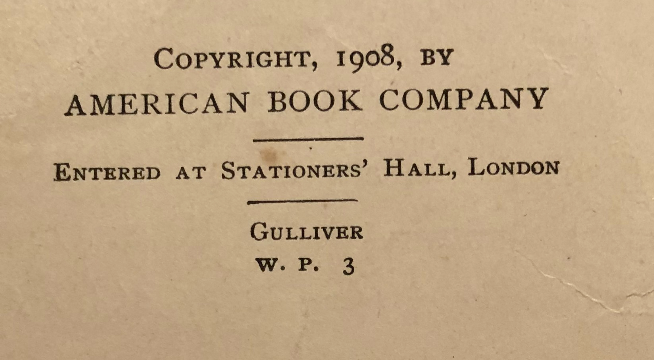 COPYRIGHT, 1908, BY
AMERICAN BOOK COMPANY
ENTERED AT STATIONERS' HALL, LONDON
GULLIVER
W. P. 3